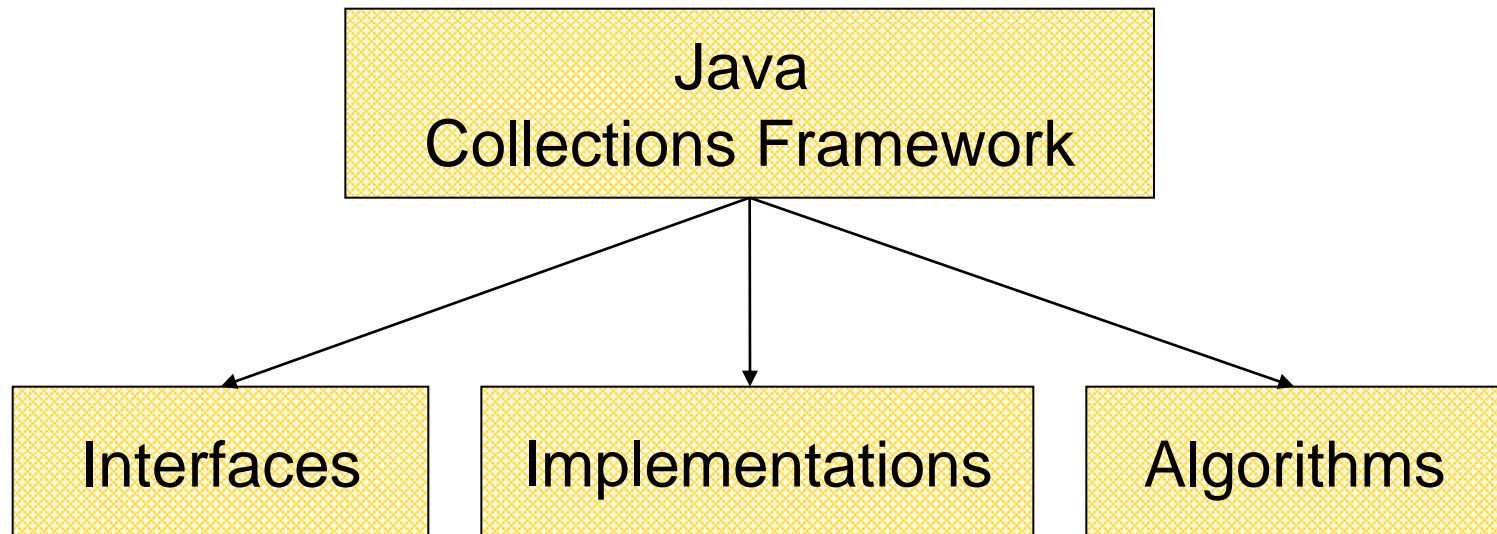 Java
Collections Framework
Interfaces
Implementations
Algorithms